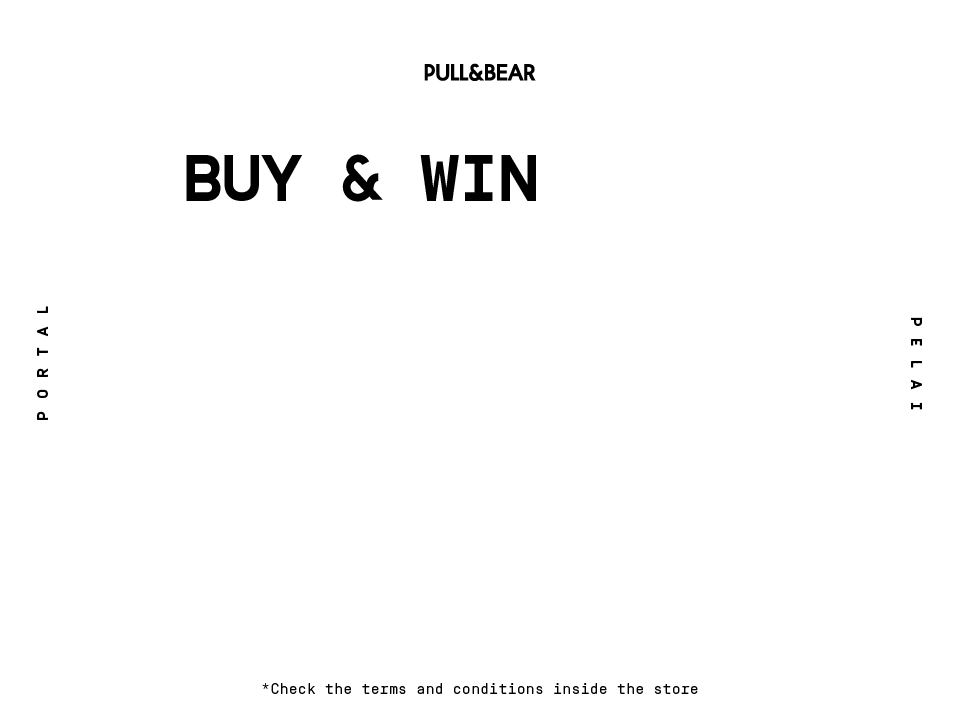 PULL&BEAR
BUY & WIN
PORTAL
PELAI
*Check the terms and conditions inside the store